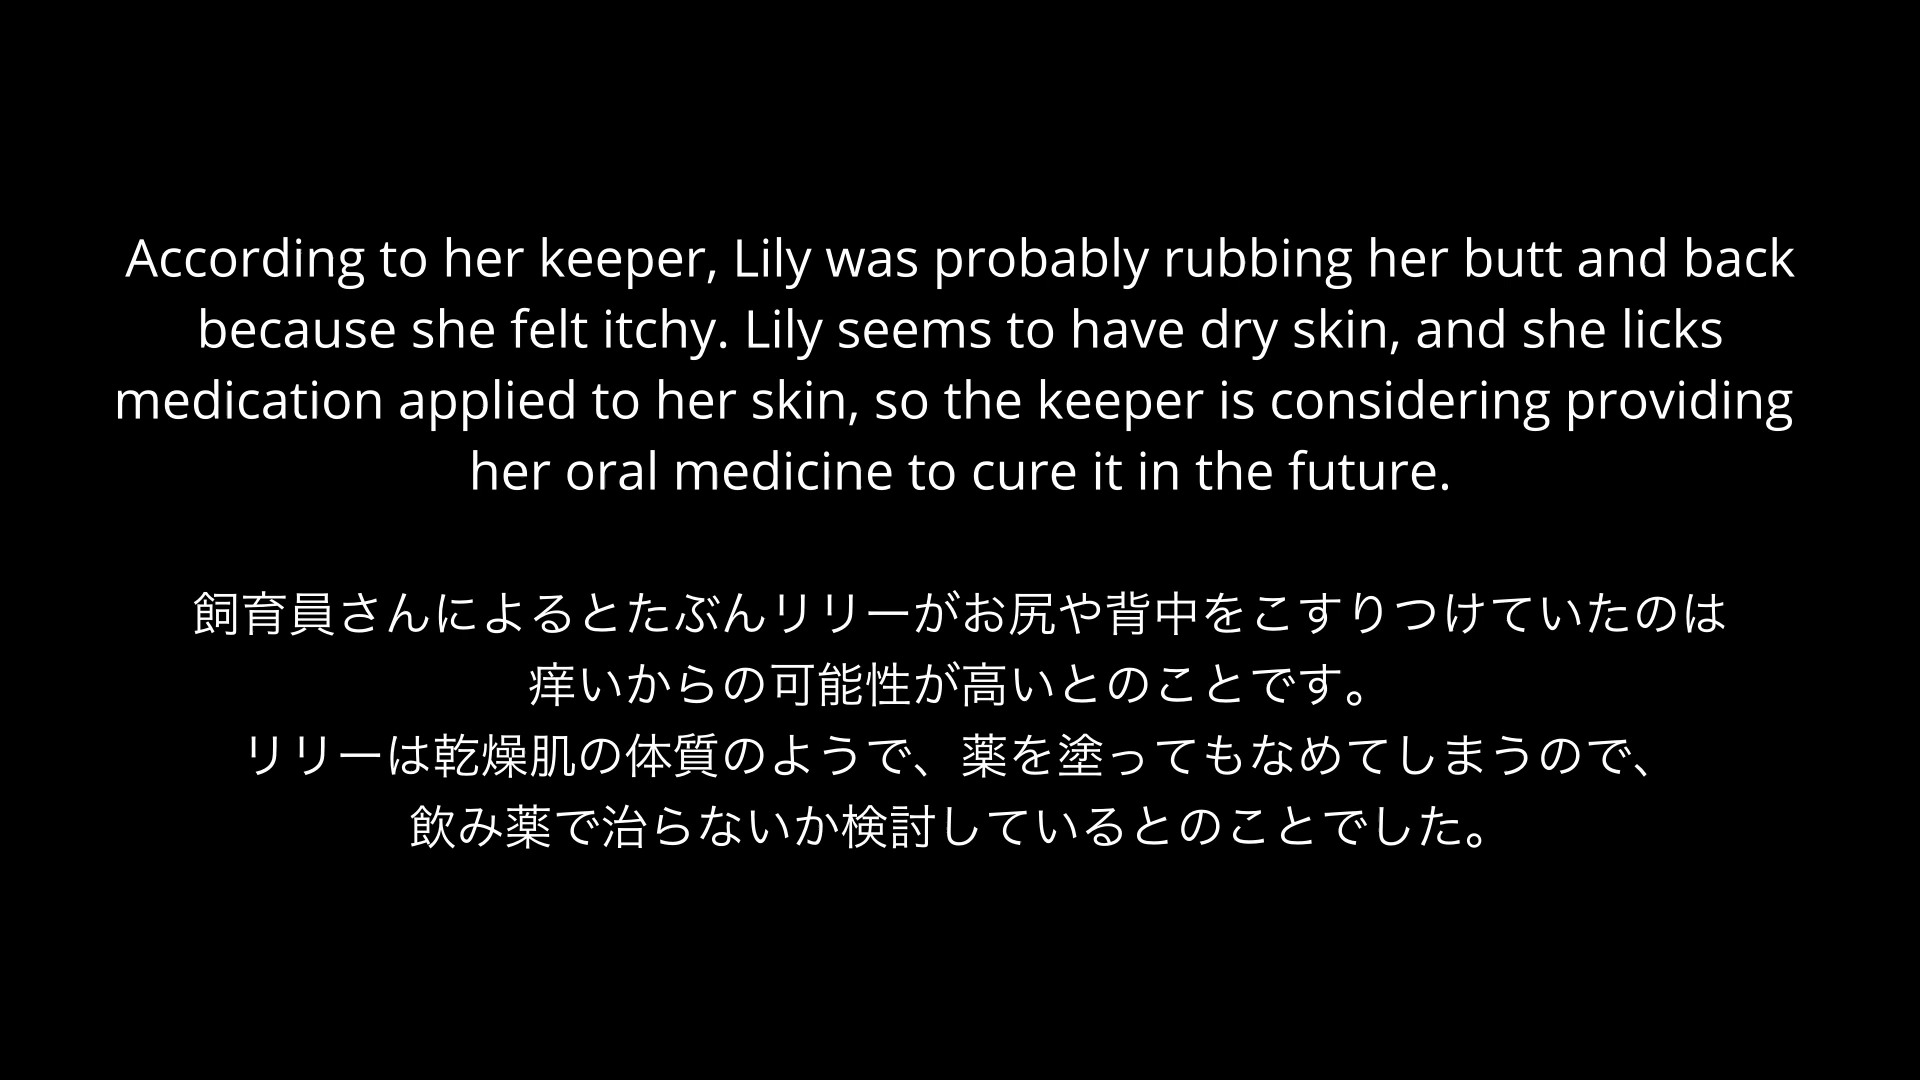 According to her keeper, Lily was probably rubbing her butt and back
because she felt itchy. Lily seems to have dry skin, and she licks
medication applied to her skin, so the keeper is considering providing
her oral medicine to cure it in the future.
飼育員さんによるとたぶんリリーがお尻や背中をこすりつけていたのは
痒いからの可能性が高いとのことです。
リリーは乾燥肌の体質のようで、薬を塗ってもなめてしまうので、
飲み薬で治らないか検討しているとのことでした。